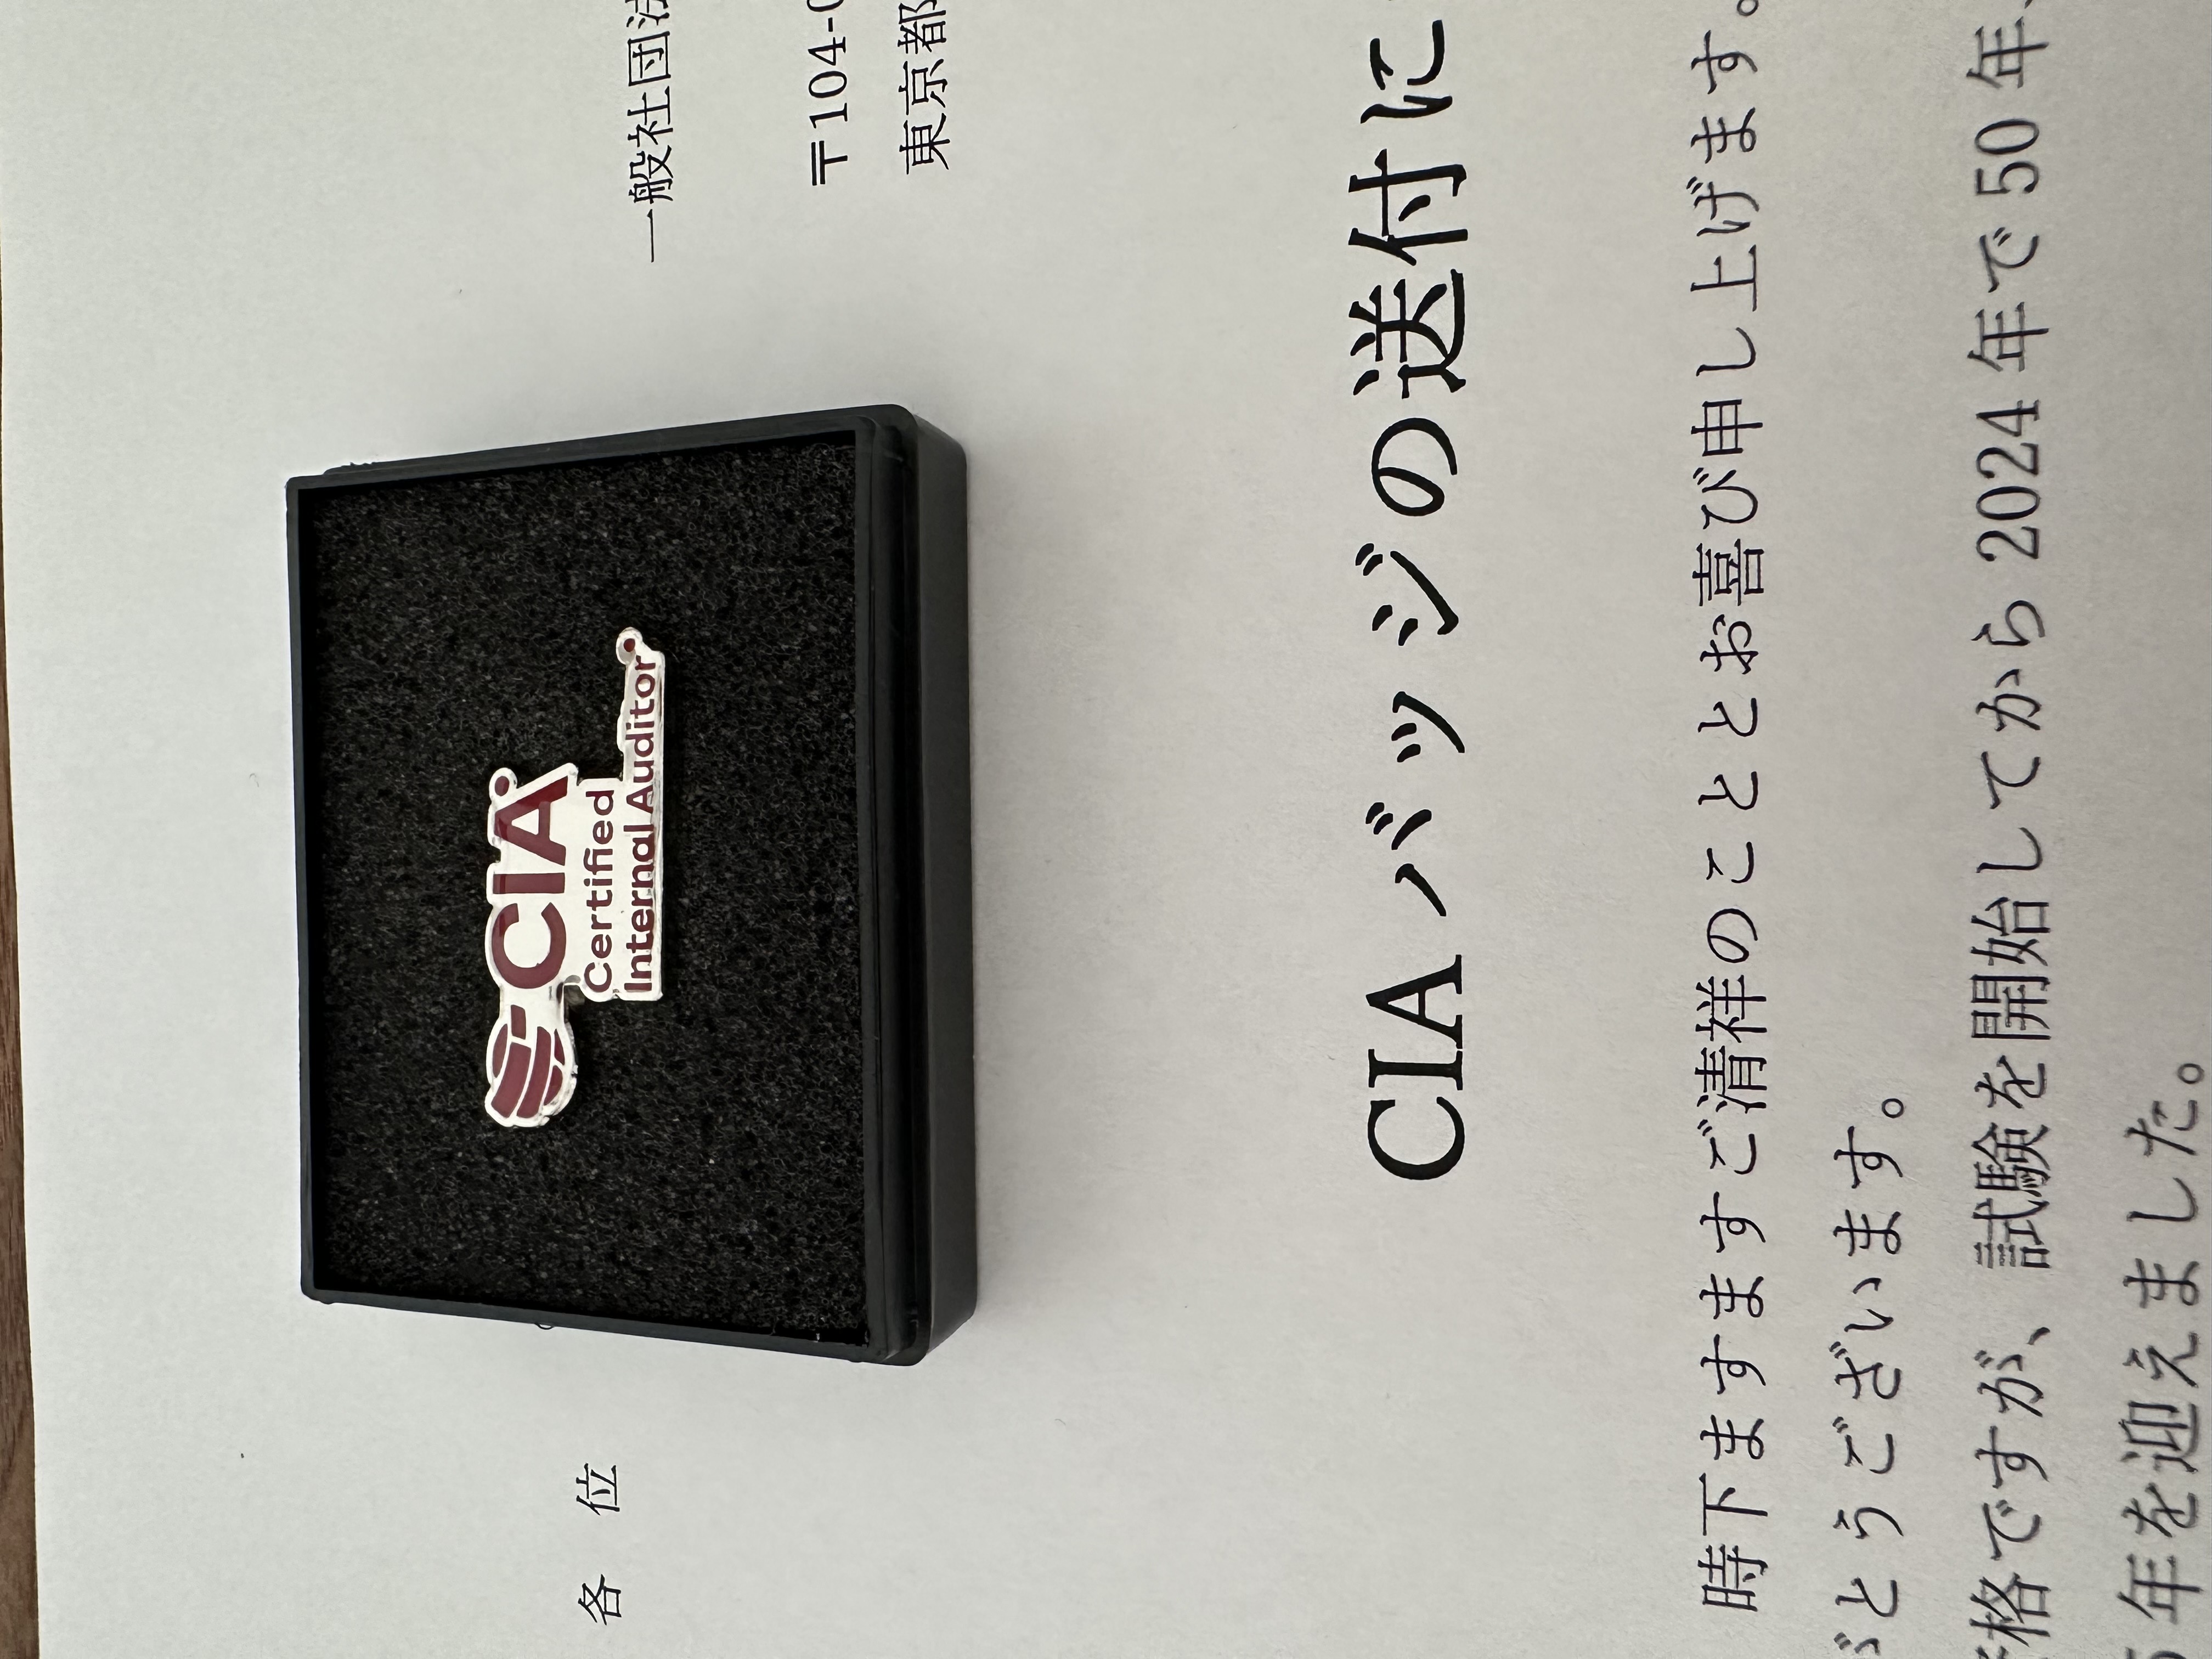 一般社団法
〒104-0
東京都
CIA
Certified
Internal Auditor
各 位
CIA バッジの送付に
時下ますますご清祥のこととお喜び申し上げます。
とうございます。
格ですが、試験を開始してから 2024 年で 50 年、
年を迎えました。